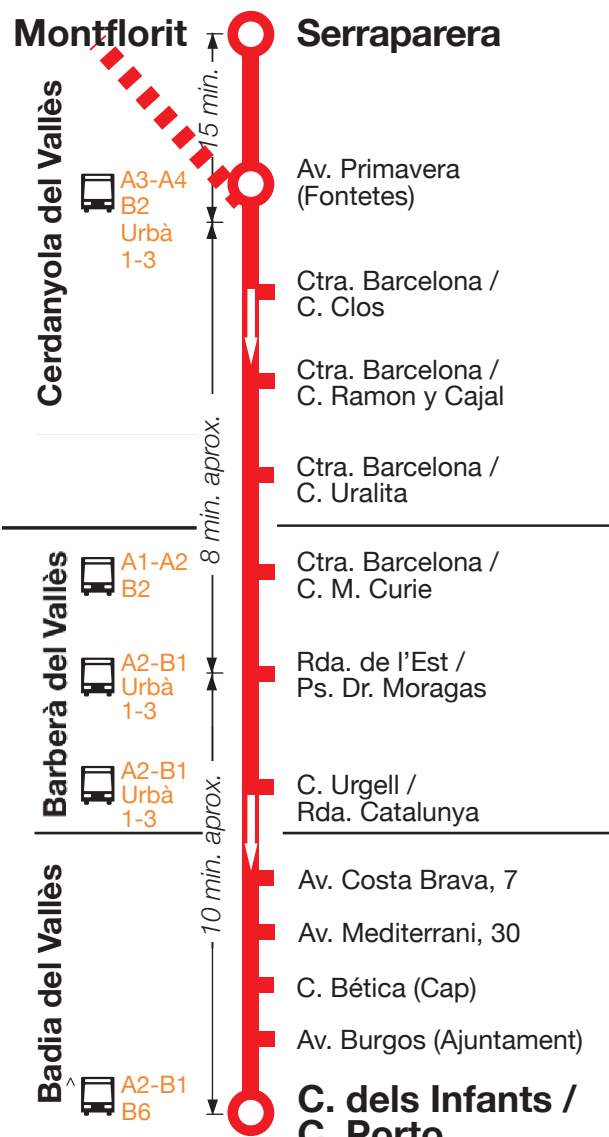 Montflorit
Serraparera
15 min.
Cerdanyola del Vallès
A3-A4
B2
Urbà
1-3
Av. Primavera
(Fontetes)
Ctra. Barcelona /
C. Clos
Ctra. Barcelona /
C. Ramon y Cajal
8 min. aprox.
Ctra. Barcelona /
C. Uralita
Barberà del Vallès
A1-A2
B2
Ctra. Barcelona /
C. M. Curie
A2-B1
Urbà
1-3
Rda. de l'Est /
Ps. Dr. Moragas
A2-B1
Urbà
1-3
C. Urgell /
Rda. Catalunya
10 min. aprox.
Badia del Vallès
Av. Costa Brava, 7
Av. Mediterrani, 30
C. Bética (Cap)
Av. Burgos (Ajuntament)
A2-B1
B6
C. dels Infants /
C. Porto